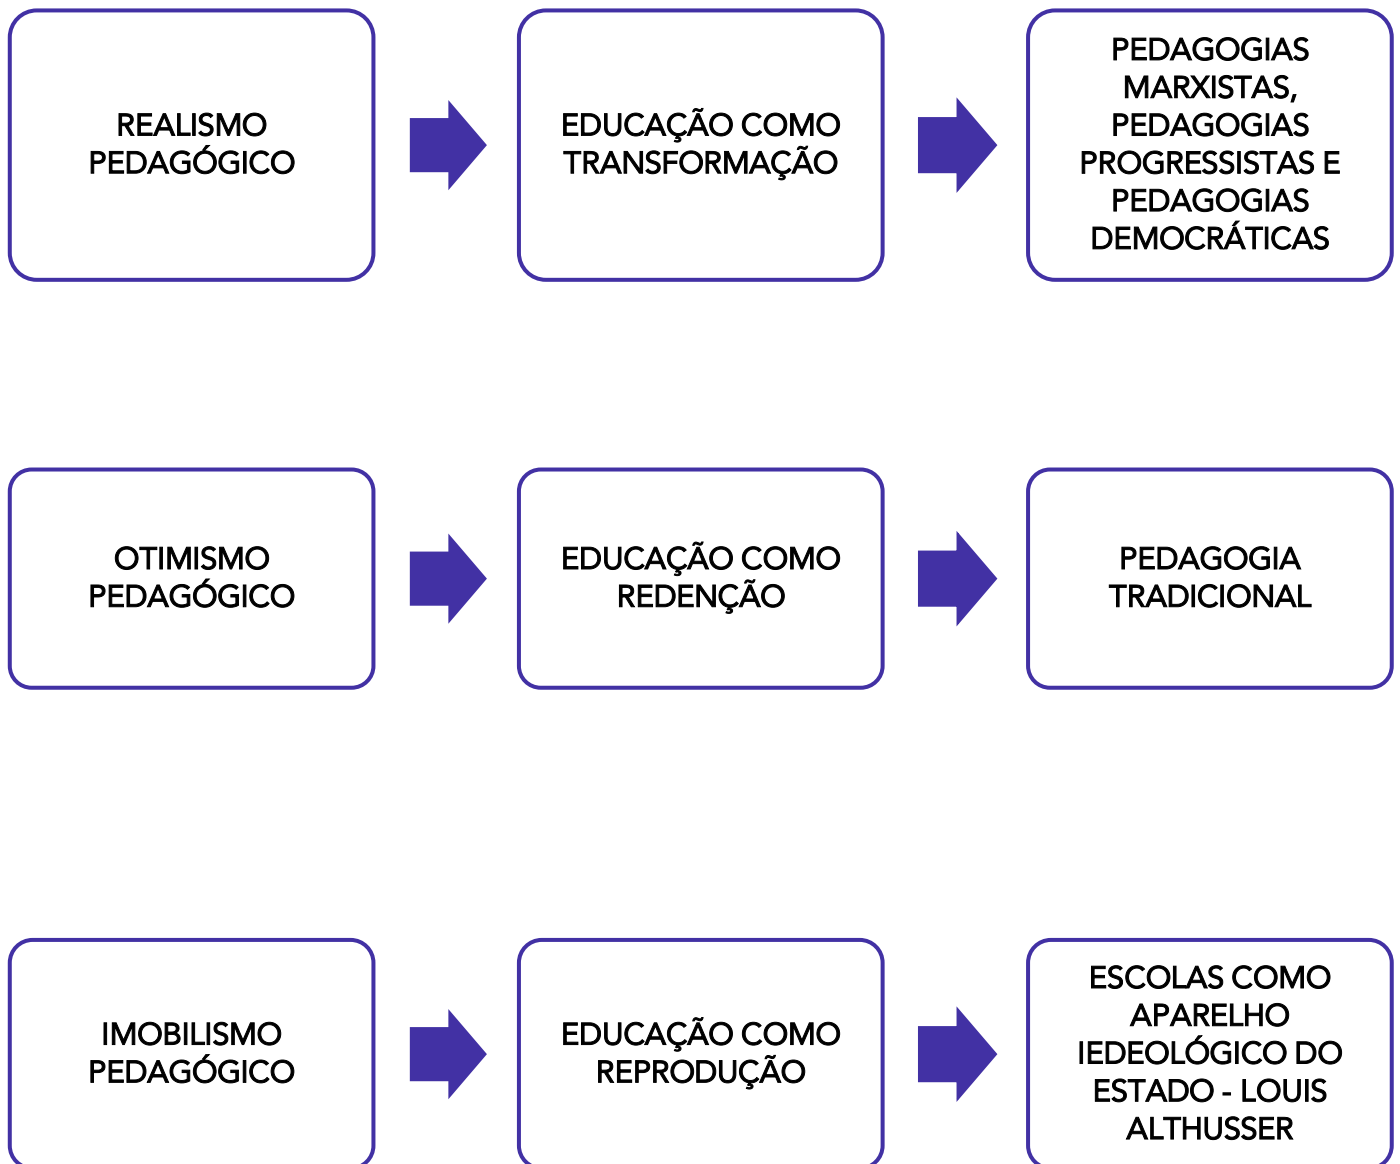 REALISMO
PEDAGÓGICO
EDUCAÇÃO COMO
TRANSFORMAÇÃO
PEDAGOGIAS
MARXISTAS,
PEDAGOGIAS
PROGRESSISTAS E
PEDAGOGIAS
DEMOCRÁTICAS
OTIMISMO
PEDAGÓGICO
EDUCAÇÃO COMO
REDENÇÃO
PEDAGOGIA
TRADICIONAL
IMOBILISMO
PEDAGÓGICO
EDUCAÇÃO COMO
REPRODUÇÃO
ESCOLAS COMO
APARELHO
IEDEOLÓGICO DO
ESTADO - LOUIS
ALTHUSSER